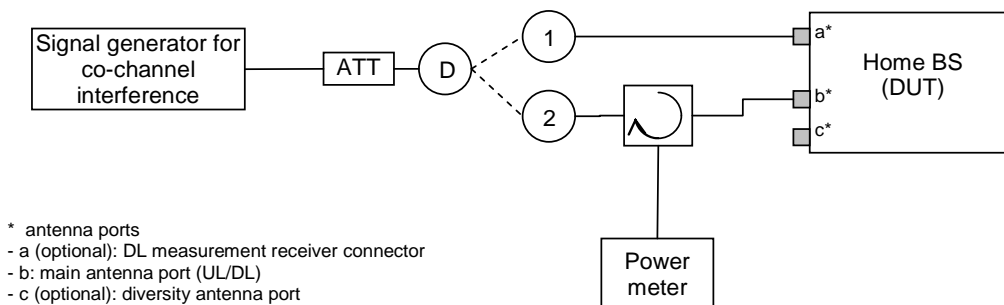 Signal generator for
co-channel
interference
ATT
D
1
2
a*
b*
c*
Home BS
(DUT)
Power
meter
* antenna ports
- a (optional): DL measurement receiver connector
- b: main antenna port (UL/DL)
- c (optional): diversity antenna port